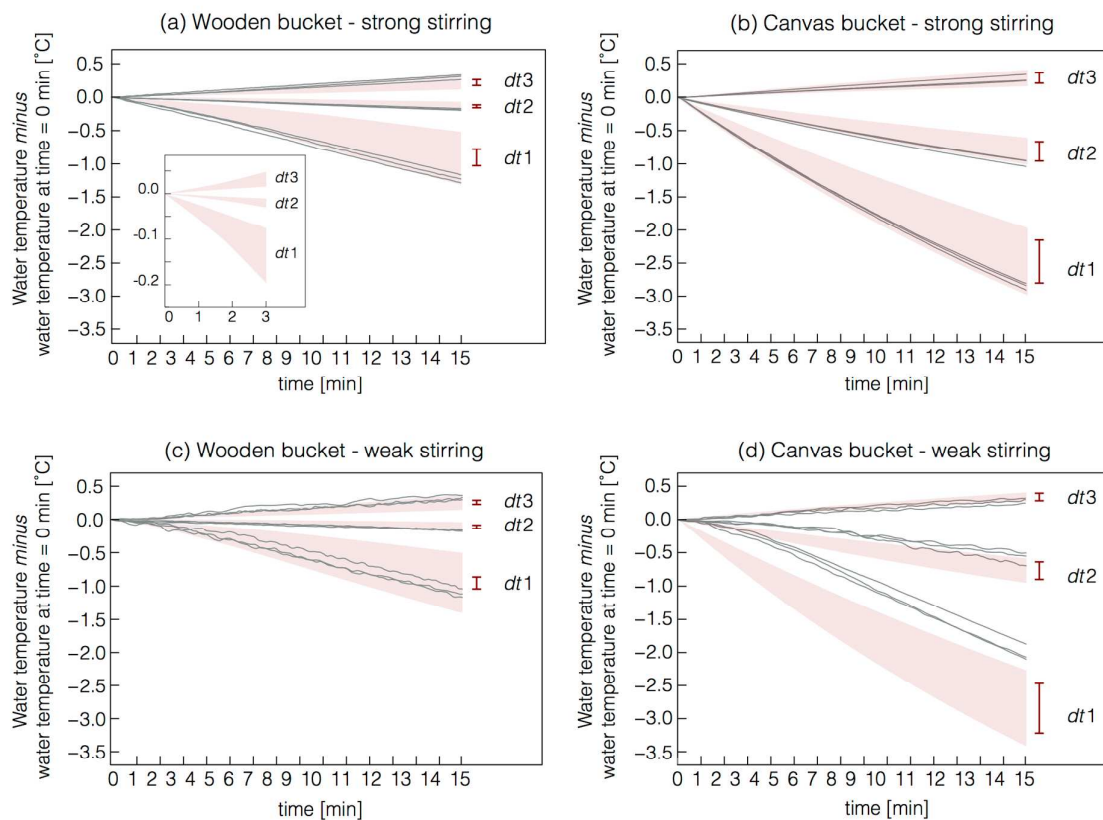 (a) Wooden bucket - strong stirring
Water temperature minus
water temperature at time = 0 min [˚C]
0.5
0.0
−0.5
−1.0
−1.5
−2.0
−2.5
−3.0
−3.5
dt3
dt2
dt1
0.0
-0.1
-0.2
dt3
dt2
dt1
0 1 2 3
0 1 2 3 4 5 6 7 8 9 10 11 12 13 14 15
time [min]
(b) Canvas bucket - strong stirring
Water temperature minus
water temperature at time = 0 min [˚C]
0.5
0.0
−0.5
−1.0
−1.5
−2.0
−2.5
−3.0
−3.5
dt3
dt2
dt1
0 1 2 3 4 5 6 7 8 9 10 11 12 13 14 15
time [min]
(c) Wooden bucket - weak stirring
Water temperature minus
water temperature at time = 0 min [˚C]
0.5
0.0
−0.5
−1.0
−1.5
−2.0
−2.5
−3.0
−3.5
dt3
dt2
dt1
0 1 2 3 4 5 6 7 8 9 10 11 12 13 14 15
time [min]
(d) Canvas bucket - weak stirring
Water temperature minus
water temperature at time = 0 min [˚C]
0.5
0.0
−0.5
−1.0
−1.5
−2.0
−2.5
−3.0
−3.5
dt3
dt2
dt1
0 1 2 3 4 5 6 7 8 9 10 11 12 13 14 15
time [min]